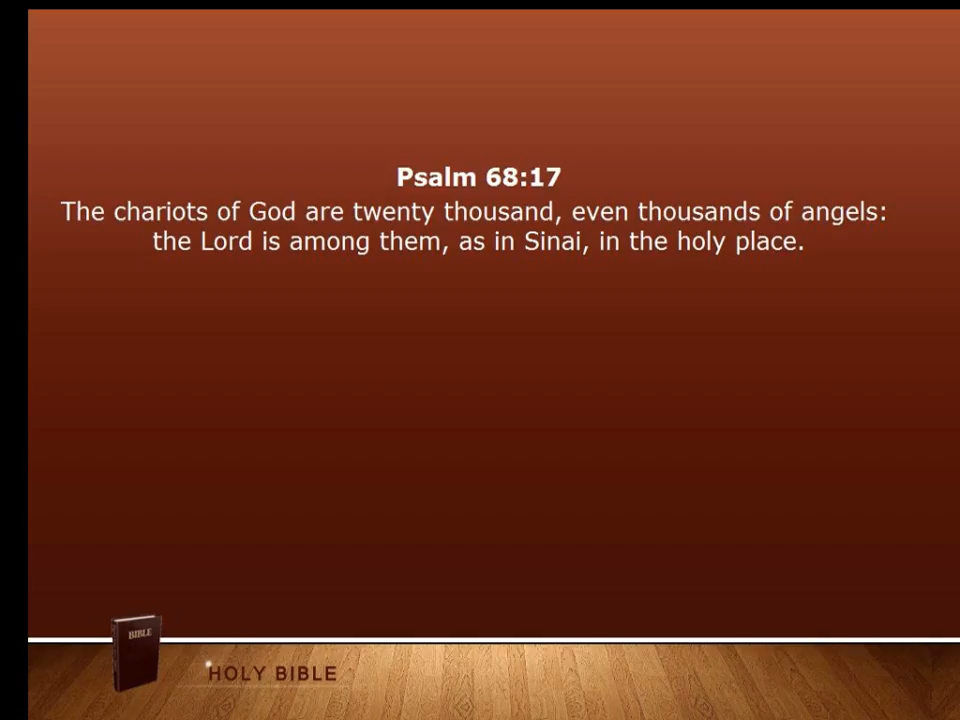 Psalm 68:17
The chariots of God are twenty thousand, even thousands of angels:
the Lord is among them, as in Sinai, in the holy place.
BIBLE
HOLY BIBLE